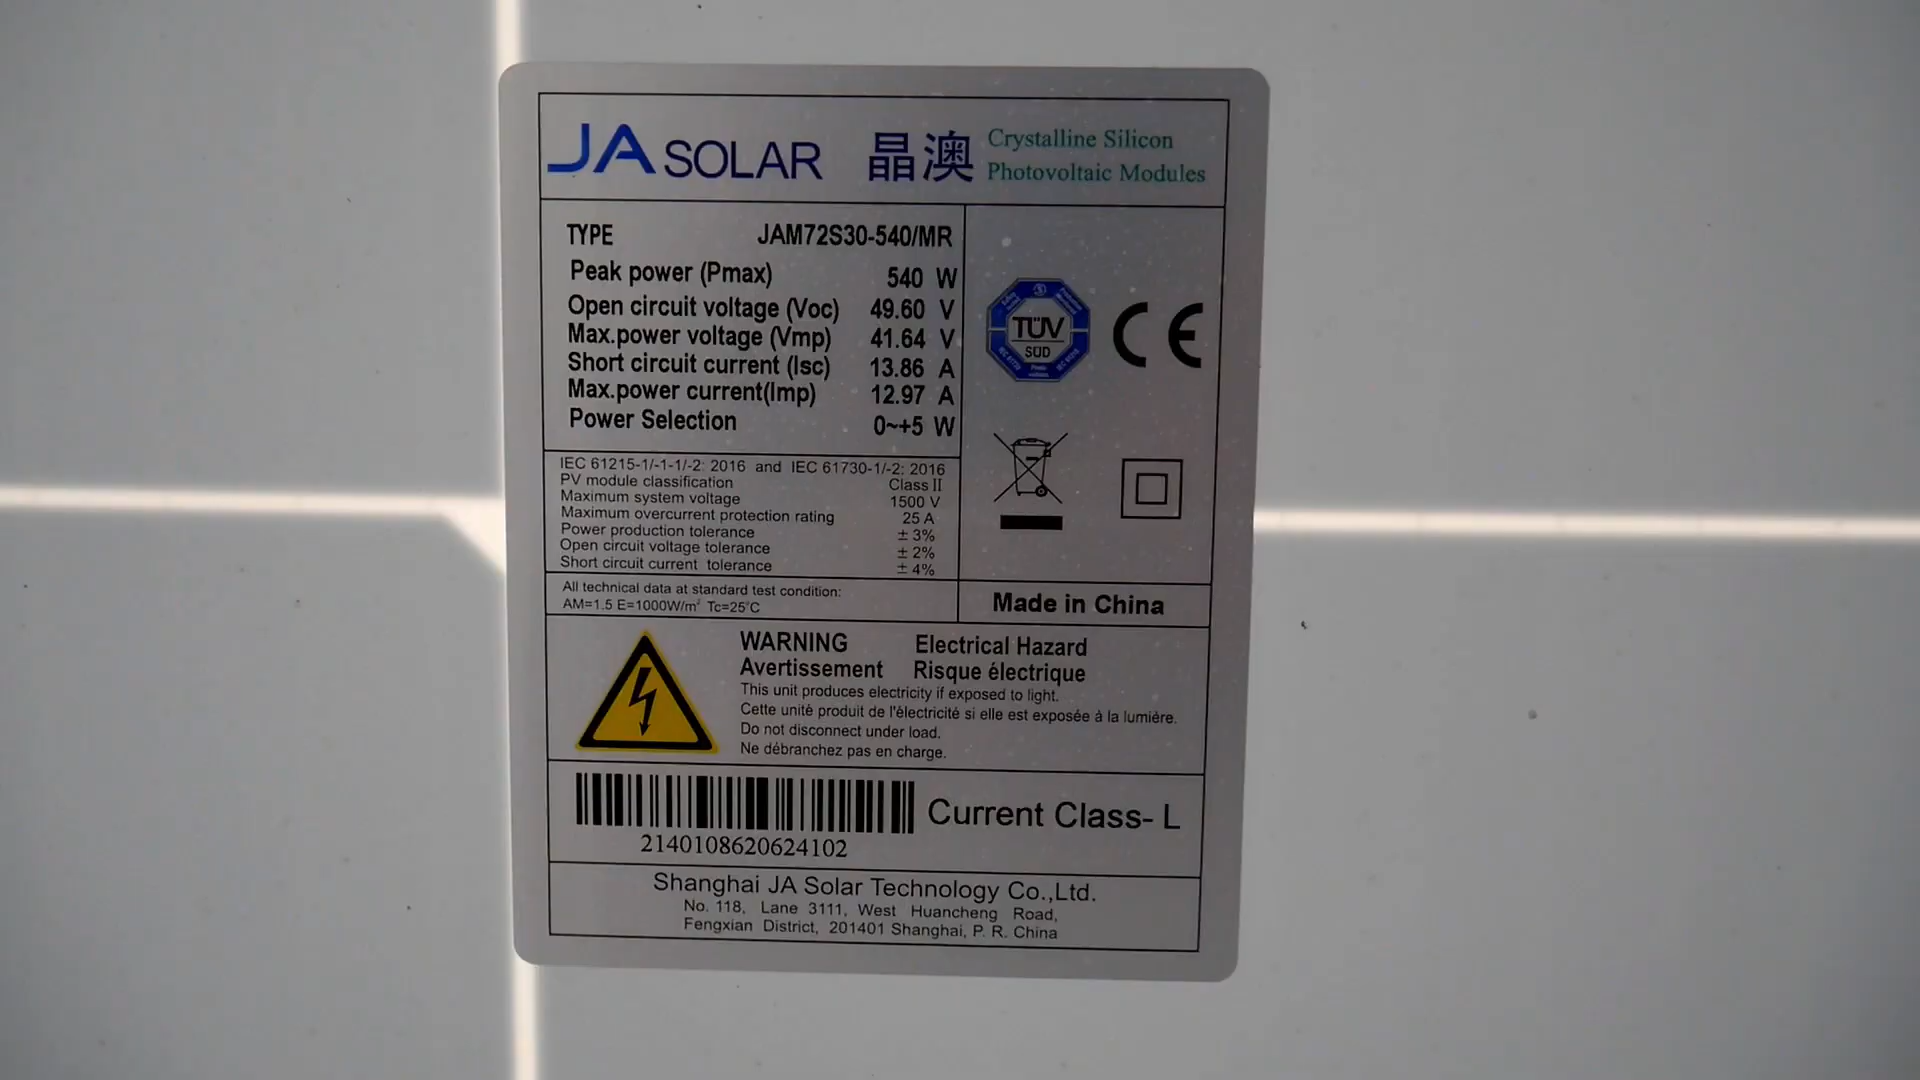 JA SOLAR 晶澳 Crystalline Silicon
Photovoltaic Modules
TYPE JAM72S30-540/MR
Peak power (Pmax) 540 W
Open circuit voltage (Voc) 49.60 V
Max.power voltage (Vmp) 41.64 V
Short circuit current (Isc) 13.86 A
Max.power current(Imp) 12.97 A
Power Selection 0~+5 W
TÜV
SÜD
CE
IEC 61215-1/-1-1/-2: 2016 and IEC 61730-1/-2: 2016
PV module classification Class II
Maximum system voltage 1500 V
Maximum overcurrent protection rating 25 A
Power production tolerance ± 3%
Open circuit voltage tolerance ± 2%
Short circuit current tolerance ± 4%
All technical data at standard test condition:
AM=1.5 E=1000W/m² Tc=25°C
Made in China
WARNING Electrical Hazard
Avertissement Risque électrique
This unit produces electricity if exposed to light.
Cette unité produit de l'électricité si elle est exposée à la lumière.
Do not disconnect under load.
Ne débranchez pas en charge.
Current Class- L
2140108620624102
Shanghai JA Solar Technology Co.,Ltd.
No. 118, Lane 3111, West Huancheng Road,
Fengxian District, 201401 Shanghai, P. R. China